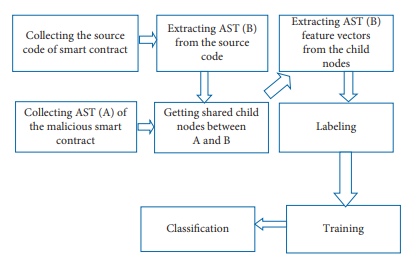 Collecting the source
code of smart contract
Extracting AST (B)
from the source
code
Extracting AST (B)
feature vectors
from the child
nodes
Collecting AST (A) of
the malicious smart
contract
Getting shared child
nodes between
A and B
Labeling
Classification
Training